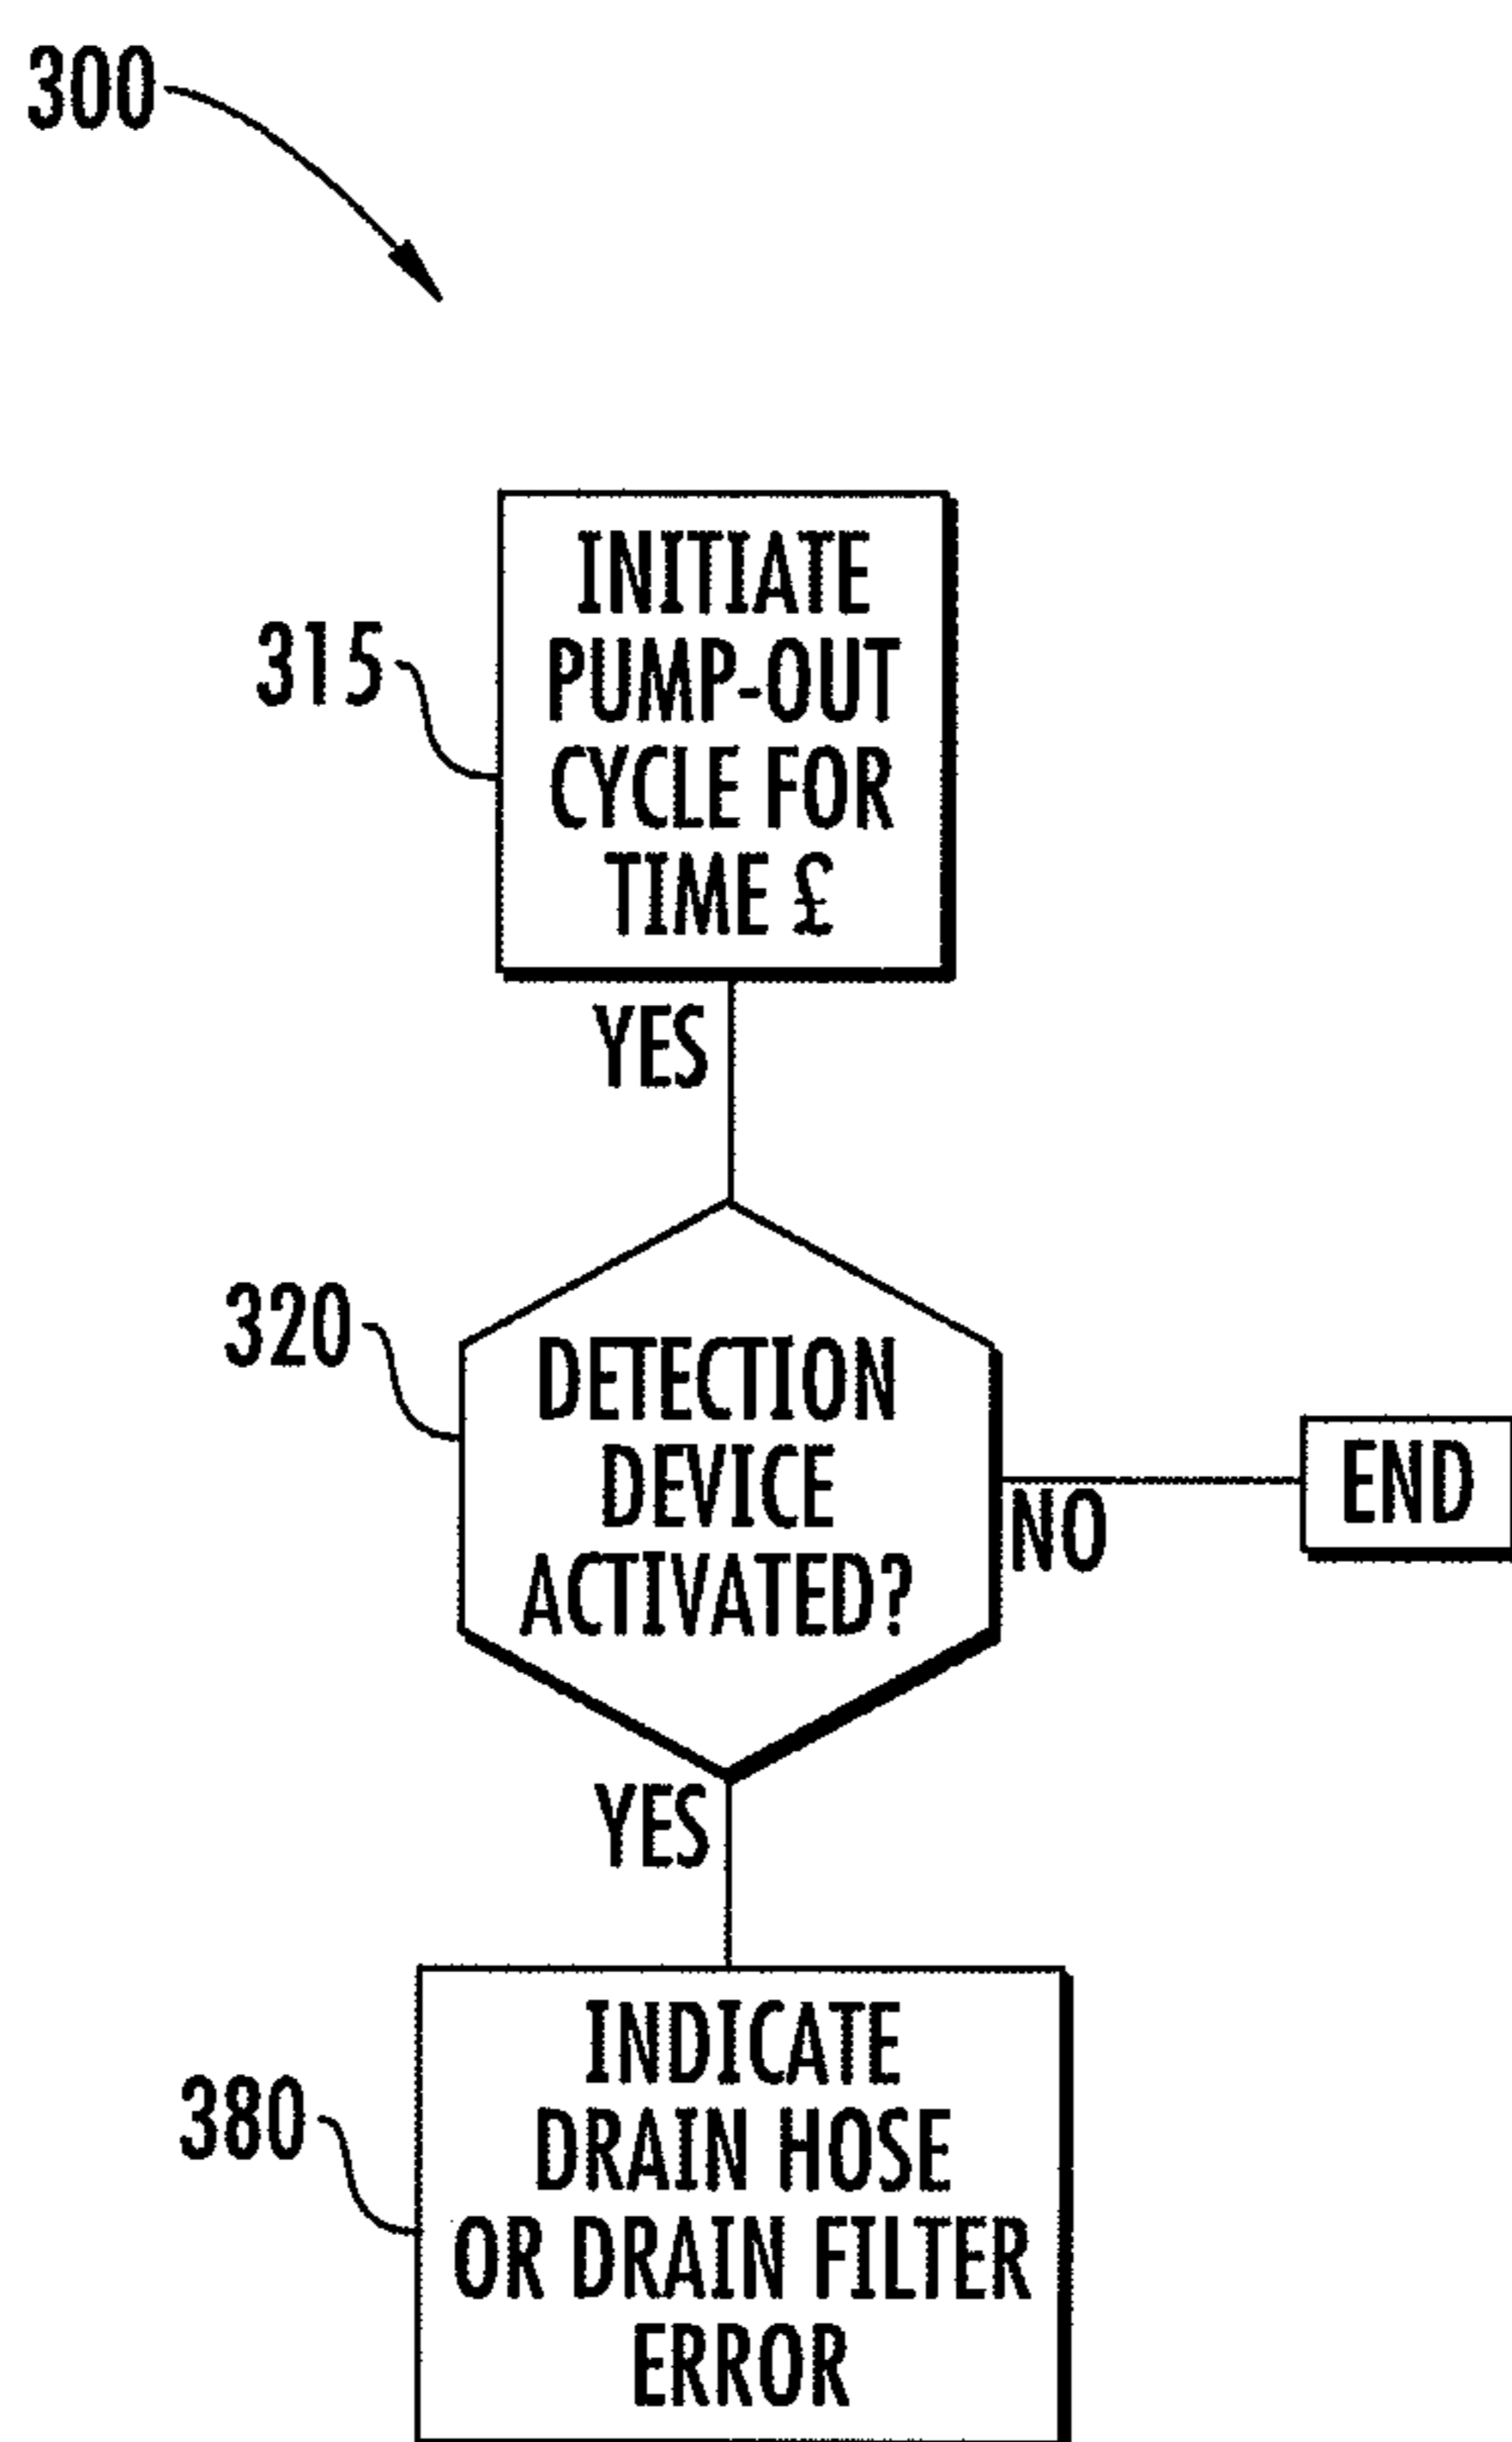 300
315
INITIATE
PUMP-OUT
CYCLE FOR
TIME £
YES
320
DETECTION
DEVICE
ACTIVATED?
NO
END
YES
380
INDICATE
DRAIN HOSE
OR DRAIN FILTER
ERROR